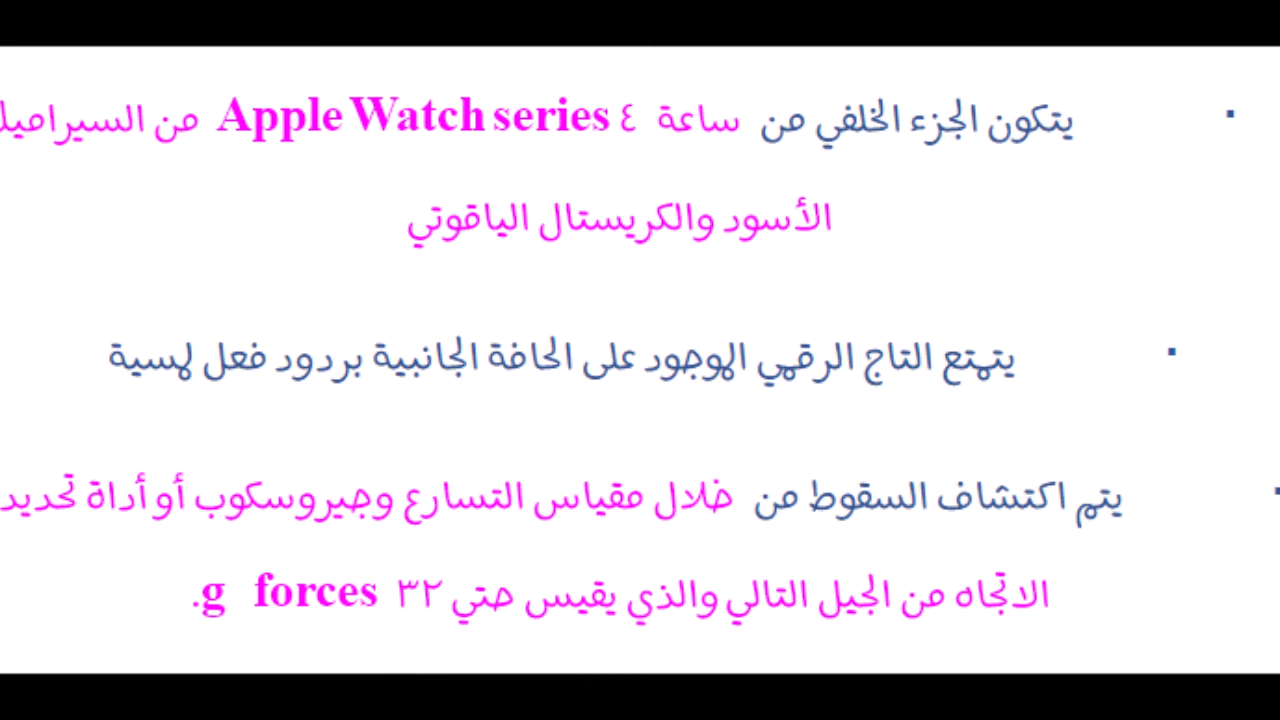 يتكون الجزء الخلفي من ساعة Apple Watch series ٤ من السيراميك
الأسود والكريستال الياقوتي
يتمتع التاج الرقمي الموجود على الحافة الجانبية بردود فعل لمسية
يتم اكتشاف السقوط من خلال مقياس التسارع وجيروسكوب أو أداة تحديد
الاتجاه من الجيل التالي والذي يقيس حتي ٣٢ g forces.